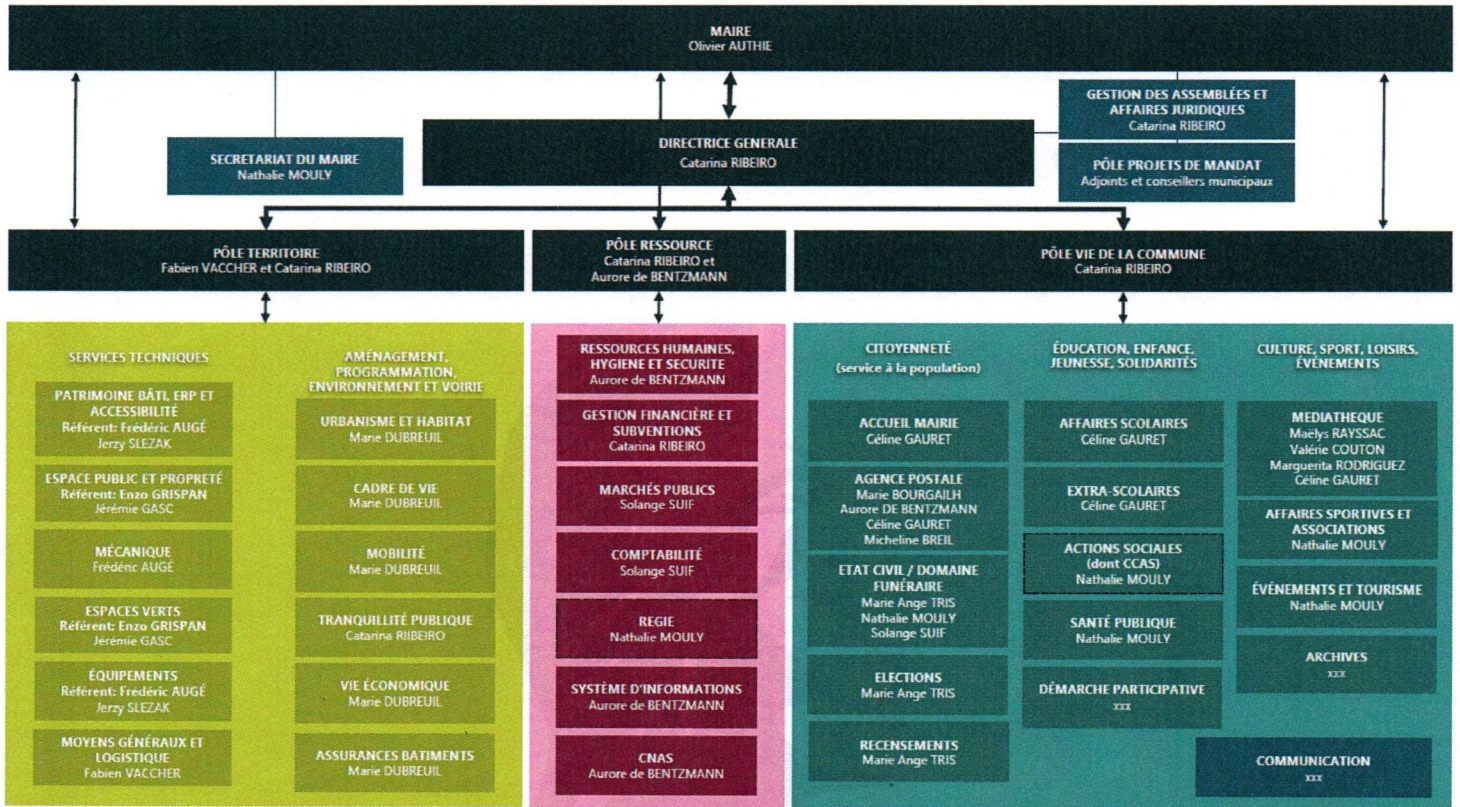 MAIRE
Olivier AUTHIE
GESTION DES ASSEMBLÉES ET
AFFAIRES JURIDIQUES
Catarina RIBEIRO
DIRECTRICE GENERALE
Catarina RIBEIRO
SECRETARIAT DU MAIRE
Nathalie MOULY
PÔLE PROJETS DE MANDAT
Adjoints et conseillers municipaux
PÔLE TERRITOIRE
Fabien VACCHER et Catarina RIBEIRO
PÔLE RESSOURCE
Catarina RIBEIRO et
Aurore de BENTZMANN
PÔLE VIE DE LA COMMUNE
Catarina RIBEIRO
SERVICES TECHNIQUES
PATRIMOINE BÂTI, ERP ET
ACCESSIBILITÉ
Référent: Frédéric AUGÉ
Jerzy SLEZAK
ESPACE PUBLIC ET PROPRETÉ
Référent: Enzo GRISPAN
Jérémie GASC
MÉCANIQUE
Frédéric AUGÉ
ESPACES VERTS
Référent: Enzo GRISPAN
Jérémie GASC
ÉQUIPEMENTS
Référent: Frédéric AUGÉ
Jerzy SLEZAK
MOYENS GÉNÉRAUX ET
LOGISTIQUE
Fabien VACCHER
AMÉNAGEMENT,
PROGRAMMATION,
ENVIRONNEMENT ET VOIRIE
URBANISME ET HABITAT
Marie DUBREUIL
CADRE DE VIE
Marie DUBREUIL
MOBILITÉ
Marie DUBREUIL
TRANQUILLITÉ PUBLIQUE
Catarina RIIBEIRO
VIE ÉCONOMIQUE
Marie DUBREUIL
ASSURANCES BATIMENTS
Marie DUBREUIL
RESSOURCES HUMAINES,
HYGIENE ET SECURITE
Aurore de BENTZMANN
GESTION FINANCIÈRE ET
SUBVENTIONS
Catarina RIBEIRO
MARCHÉS PUBLICS
Solange SUIF
COMPTABILITÉ
Solange SUIF
REGIE
Nathalie MOULY
SYSTÈME D'INFORMATIONS
Aurore de BENTZMANN
CNAS
Aurore de BENTZMANN
CITOYENNETÉ
(service à la population)
ACCUEIL MAIRIE
Céline GAURET
AGENCE POSTALE
Marie BOURGAILH
Aurore DE BENTZMANN
Céline GAURET
Micheline BREIL
ETAT CIVIL / DOMAINE
FUNÉRAIRE
Marie Ange TRIS
Nathalie MOULY
Solange SUIF
ELECTIONS
Marie Ange TRIS
RECENSEMENTS
Marie Ange TRIS
ÉDUCATION, ENFANCE,
JEUNESSE, SOLIDARITÉS
AFFAIRES SCOLAIRES
Céline GAURET
EXTRA-SCOLAIRES
Céline GAURET
ACTIONS SOCIALES
(dont CCAS)
Nathalie MOULY
SANTÉ PUBLIQUE
Nathalie MOULY
DÉMARCHE PARTICIPATIVE
xxx
CULTURE, SPORT, LOISIRS,
ÉVÉNEMENTS
MEDIATHEQUE
Maëlys RAYSSAC
Valérie COUTON
Marguerita RODRIGUEZ
Céline GAURET
AFFAIRES SPORTIVES ET
ASSOCIATIONS
Nathalie MOULY
ÉVÉNEMENTS ET TOURISME
Nathalie MOULY
ARCHIVES
xxx
COMMUNICATION
xxx